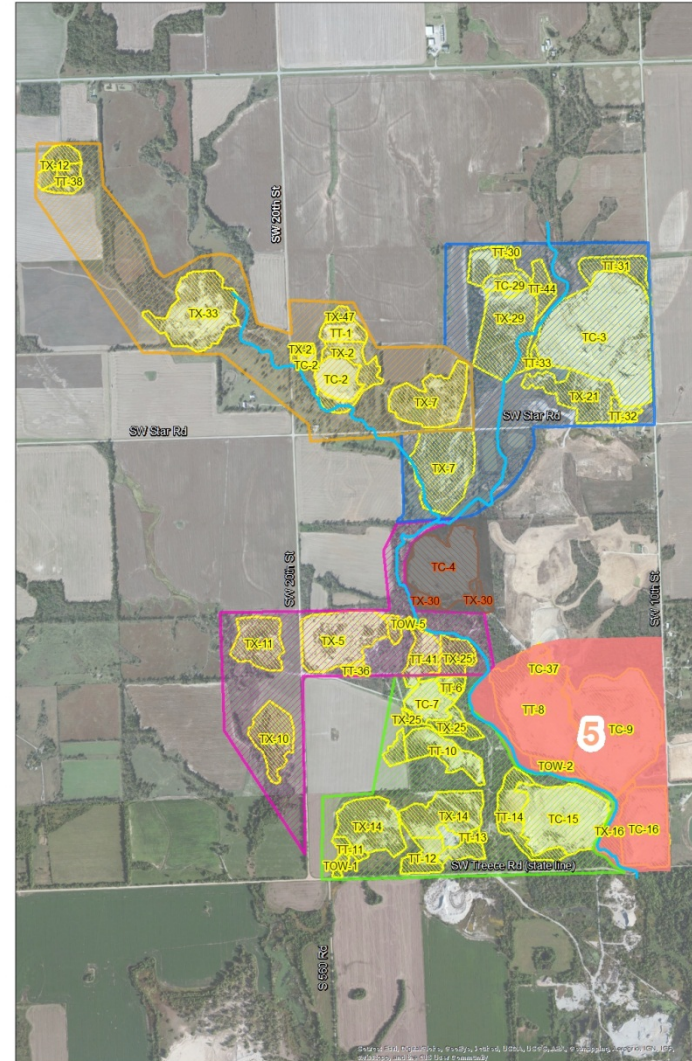 TX-12
TT-38
SW 20th St
TX-33
TX-47
TT-1
TX-2
TX-2
TC-2
TC-2
TX-7
TT-30
TC-29
TT-44
TX-29
TT-31
TC-3
TT-33
TX-21
TT-32
SW Star Rd
SW Star Rd
TX-7
TC-4
TX-30
TX-30
SW 20th St
SW 10th St
TOW-5
TX-11
TX-5
TT-41
TX-25
TT-36
TC-37
TT-6
TC-7
TT-8
TX-25
TX-25
TC-9
5
TX-10
TT-10
TOW-2
TX-14
TX-14
TT-14
TC-15
TX-16
TC-16
TT-11
TT-13
TT-12
TOW-1
SW Treece Rd (state line)
S 560 Rd